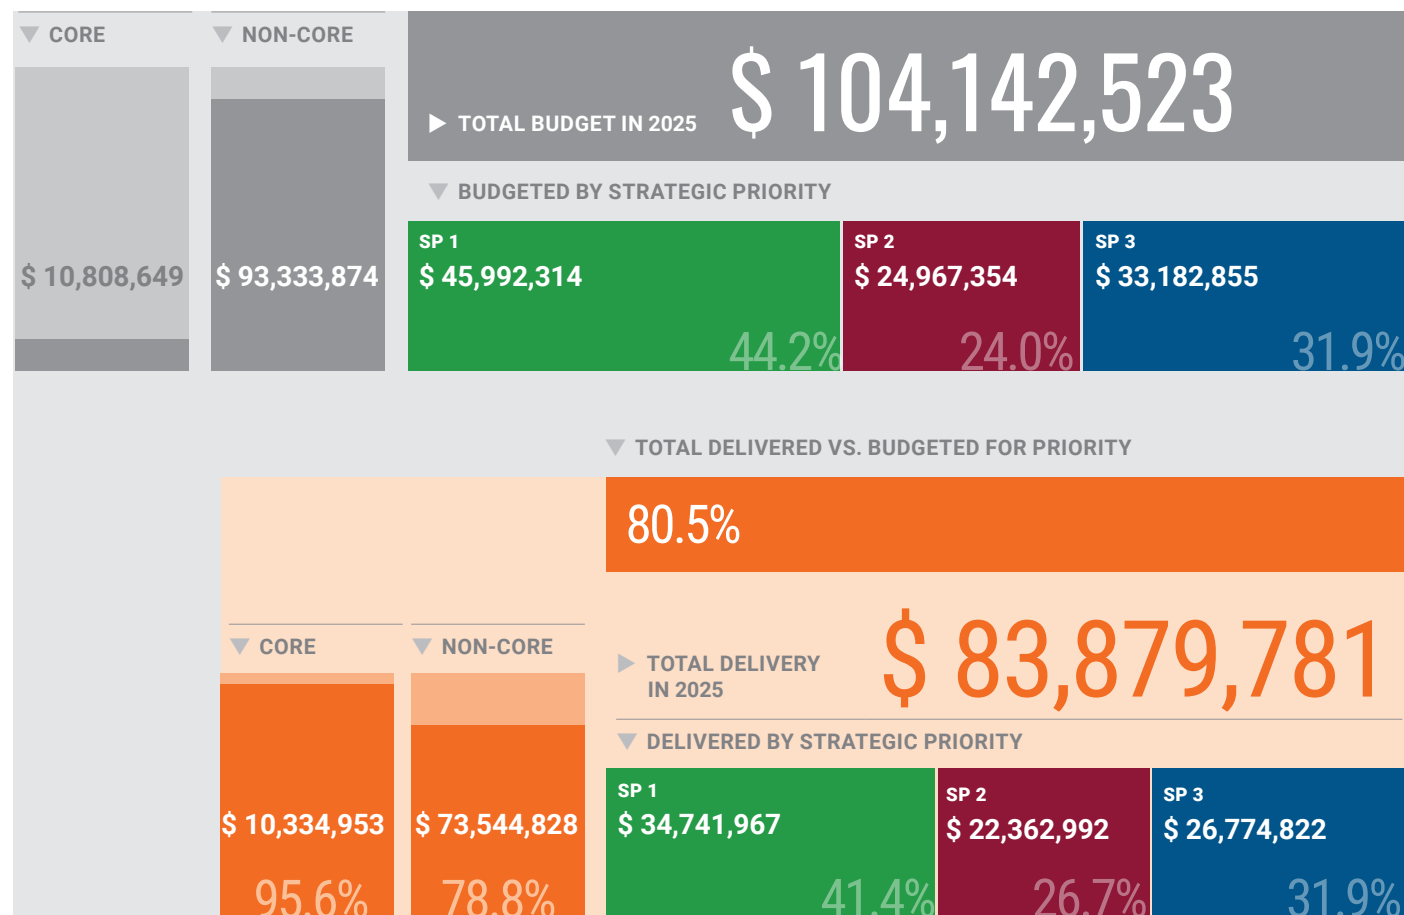 CORE
NON-CORE
$ 10,808,649
$ 93,333,874
TOTAL BUDGET IN 2025
$ 104,142,523
BUDGETED BY STRATEGIC PRIORITY
SP 1
$ 45,992,314
44.2%
SP 2
$ 24,967,354
24.0%
SP 3
$ 33,182,855
31.9%
TOTAL DELIVERED VS. BUDGETED FOR PRIORITY
80.5%
CORE
NON-CORE
$ 10,334,953
95.6%
$ 73,544,828
78.8%
TOTAL DELIVERY
IN 2025
$ 83,879,781
DELIVERED BY STRATEGIC PRIORITY
SP 1
$ 34,741,967
41.4%
SP 2
$ 22,362,992
26.7%
SP 3
$ 26,774,822
31.9%